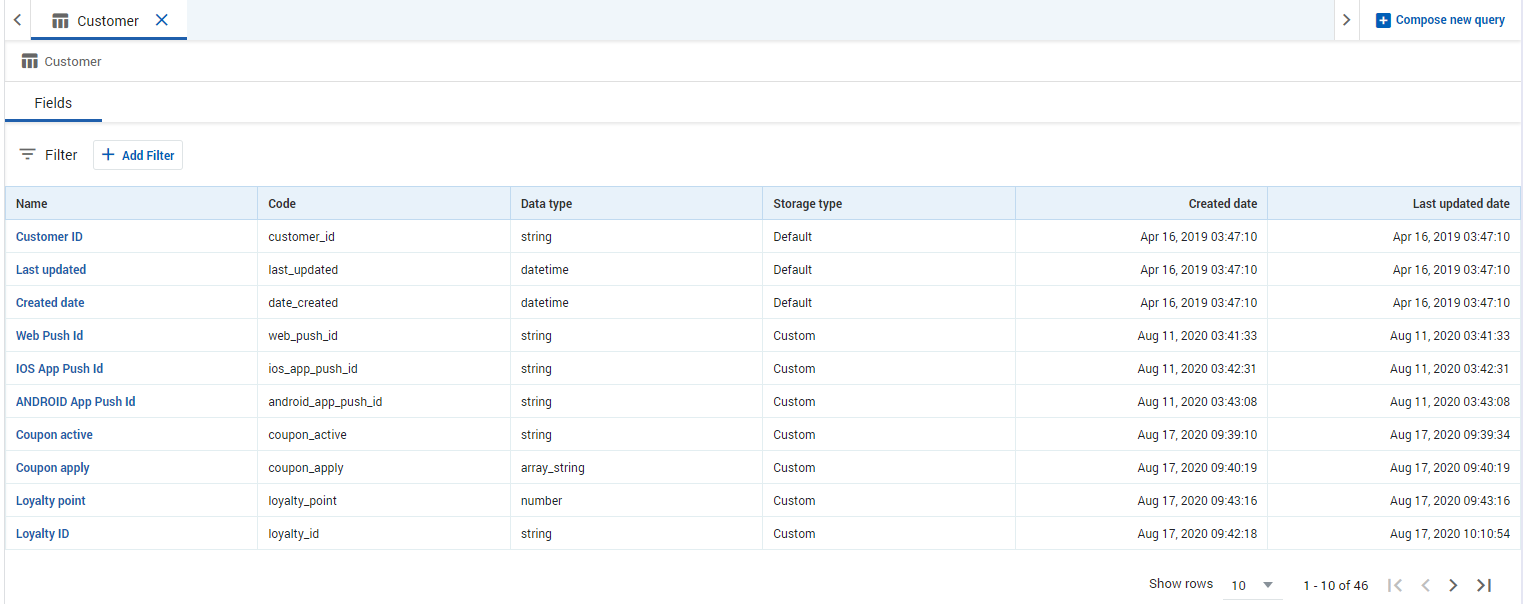 Customer Compose new query
Customer
Fields
Filter Add Filter
Name Code Data type Storage type Created date Last updated date
Customer ID customer_id string Default Apr 16, 2019 03:47:10 Apr 16, 2019 03:47:10
Last updated last_updated datetime Default Apr 16, 2019 03:47:10 Apr 16, 2019 03:47:10
Created date date_created datetime Default Apr 16, 2019 03:47:10 Apr 16, 2019 03:47:10
Web Push Id web_push_id string Custom Aug 11, 2020 03:41:33 Aug 11, 2020 03:41:33
IOS App Push Id ios_app_push_id string Custom Aug 11, 2020 03:42:31 Aug 11, 2020 03:42:31
ANDROID App Push Id android_app_push_id string Custom Aug 11, 2020 03:43:08 Aug 11, 2020 03:43:08
Coupon active coupon_active string Custom Aug 17, 2020 09:39:10 Aug 17, 2020 09:39:34
Coupon apply coupon_apply array_string Custom Aug 17, 2020 09:40:19 Aug 17, 2020 09:40:19
Loyalty point loyalty_point number Custom Aug 17, 2020 09:43:16 Aug 17, 2020 09:43:16
Loyalty ID loyalty_id string Custom Aug 17, 2020 09:42:18 Aug 17, 2020 10:10:54
Show rows 10 1 - 10 of 46